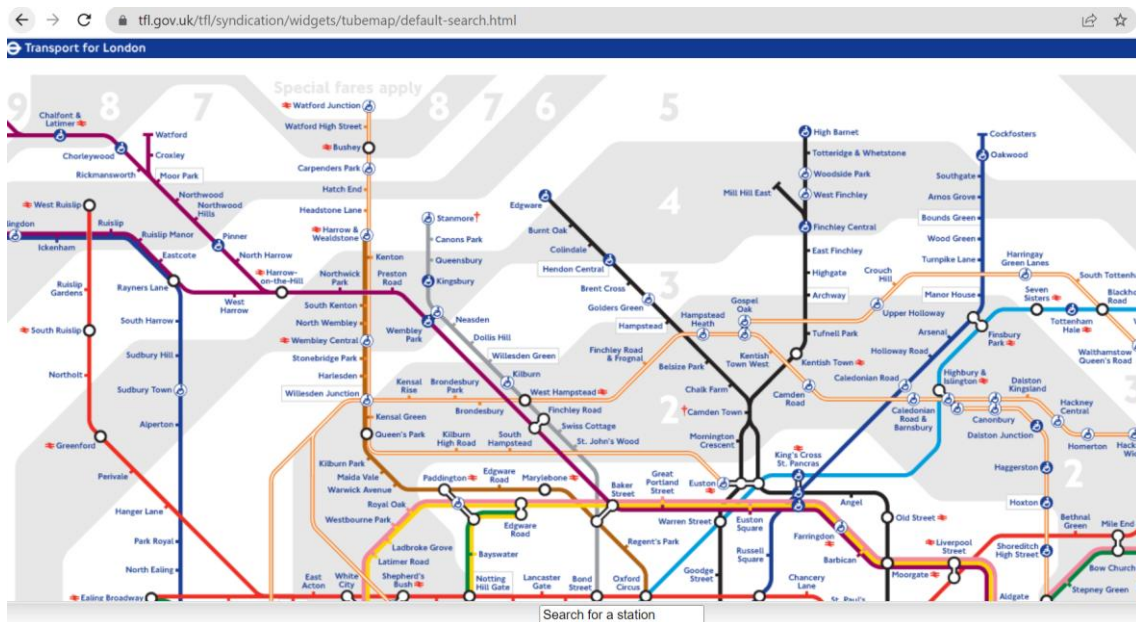 tfl.gov.uk/tfl/syndication/widgets/tubemap/default-search.html
Transport for London
Special fares apply
9
8
7
8
7
6
5
4
3
2
3
2
Chalfont &
Latimer
Watford
Chorleywood
Croxley
Rickmansworth
Moor Park
Northwood
Northwood
Hills
Pinner
North Harrow
Harrow-
on-the-Hill
West Ruislip
lingdon
Ickenham
Ruislip
Ruislip Manor
Eastcote
Rayners Lane
West
Harrow
Northwick
Park
Preston
Road
Ruislip
Gardens
South Ruislip
Northolt
Greenford
Perivale
Hanger Lane
South Harrow
Sudbury Hill
Sudbury Town
Alperton
Park Royal
North Ealing
Ealing Broadway
Watford Junction
Watford High Street
Bushey
Carpenders Park
Hatch End
Headstone Lane
Harrow &
Wealdstone
Kenton
South Kenton
North Wembley
Wembley Central
Stonebridge Park
Harlesden
Willesden Junction
Kensal Green
Queen's Park
Kilburn Park
Maida Vale
Warwick Avenue
Stanmore†
Canons Park
Queensbury
Kingsbury
Wembley
Park
Neasden
Dollis Hill
Willesden Green
Kilburn
West Hampstead
Finchley Road
Swiss Cottage
St. John's Wood
Kensal
Rise
Brondesbury
Park
Brondesbury
Kilburn
High Road
South
Hampstead
Edgware
Burnt Oak
Colindale
Hendon Central
Brent Cross
Golders Green
Hampstead
Finchley Road
& Frognal
Belsize Park
Chalk Farm
†Camden Town
Mornington
Crescent
Hampstead
Heath
Gospel
Oak
Kentish
Town West
High Barnet
Totteridge & Whetstone
Woodside Park
Mill Hill East
West Finchley
Finchley Central
East Finchley
Highgate
Archway
Tufnell Park
Kentish Town
Camden
Road
Cockfosters
Oakwood
Southgate
Arnos Grove
Bounds Green
Wood Green
Turnpike Lane
Manor House
Crouch
Hill
Upper Holloway
Harringay
Green Lanes
South Tottenh
Seven
Sisters
Blackho
Road
Tottenham
Hale
Finsbury
Park
Arsenal
Holloway Road
Caledonian Road
Highbury &
Islington
Caledonian
Road &
Barnsbury
Dalston
Kingsland
Canonbury
Dalston Junction
Walthamstow
Queen's Road
Hackney
Central
Homerton
Hack
Haggerston
Hoxton
Shoreditch
High Street
Paddington
Edgware
Road
Marylebone
Baker
Street
Great
Portland
Street
Euston
King's Cross
St. Pancras
Angel
Old Street
Royal Oak
Westbourne Park
Ladbroke Grove
Latimer Road
Edgware
Road
Bayswater
Regent's Park
Warren Street
Euston
Square
Farringdon
Barbican
Moorgate
Liverpool
Street
Bethnal
Green
Mile End
Bow Church
Stepney Green
East
Acton
White
City
Shepherd's
Bush
Notting
Hill Gate
Lancaster
Gate
Bond
Street
Oxford
Circus
Goodge
Street
Russell
Square
Chancery
Lane
St. Paul's
Aldgate
Search for a station